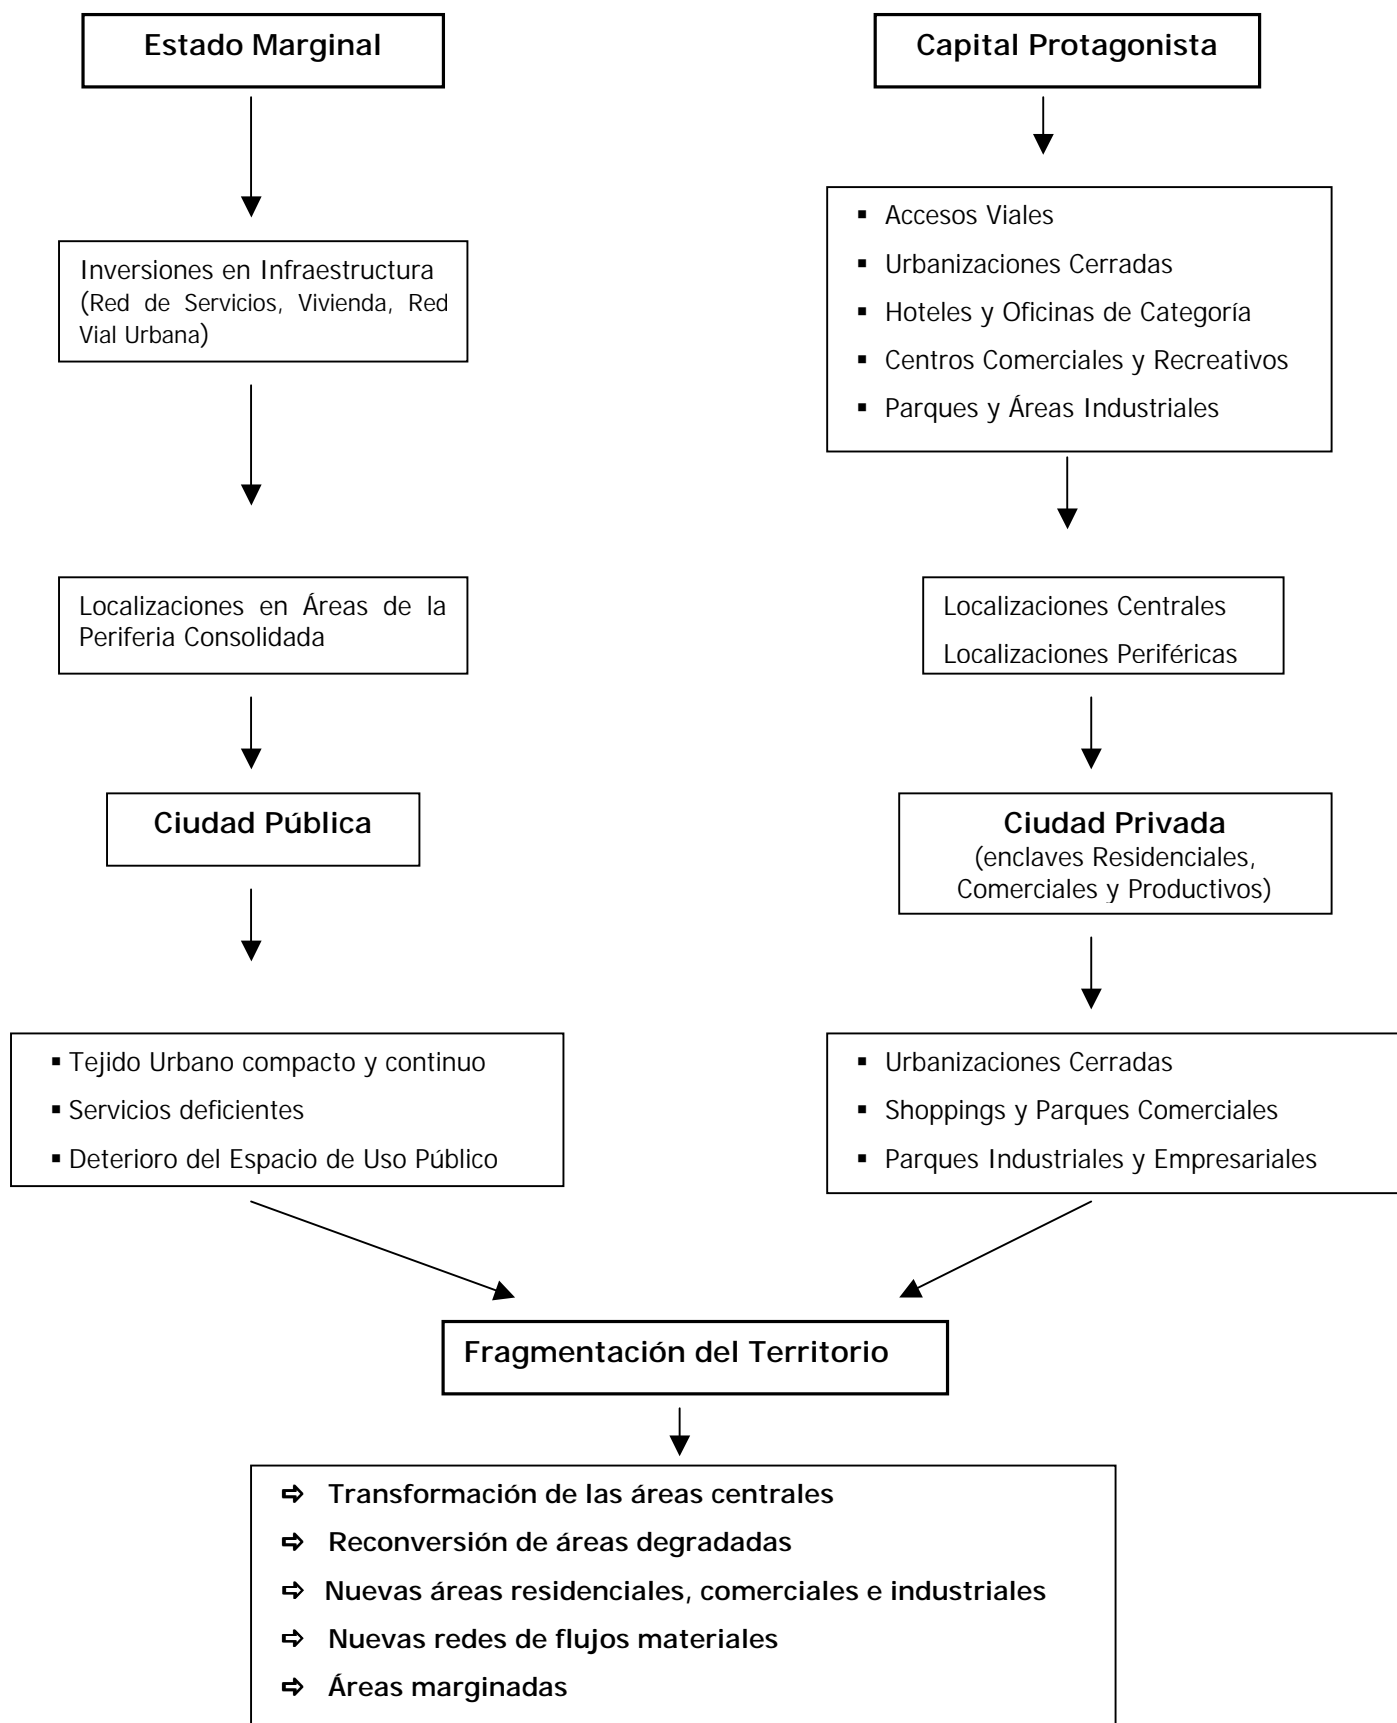 Estado Marginal
Capital Protagonista
Inversiones en Infraestructura
(Red de Servicios, Vivienda, Red
Vial Urbana)
▪ Accesos Viales
▪ Urbanizaciones Cerradas
▪ Hoteles y Oficinas de Categoría
▪ Centros Comerciales y Recreativos
▪ Parques y Áreas Industriales
Localizaciones en Áreas de la
Periferia Consolidada
Localizaciones Centrales
Localizaciones Periféricas
Ciudad Pública
Ciudad Privada
(enclaves Residenciales,
Comerciales y Productivos)
▪ Tejido Urbano compacto y continuo
▪ Servicios deficientes
▪ Deterioro del Espacio de Uso Público
▪ Urbanizaciones Cerradas
▪ Shoppings y Parques Comerciales
▪ Parques Industriales y Empresariales
Fragmentación del Territorio
⇨ Transformación de las áreas centrales
⇨ Reconversión de áreas degradadas
⇨ Nuevas áreas residenciales, comerciales e industriales
⇨ Nuevas redes de flujos materiales
⇨ Áreas marginadas